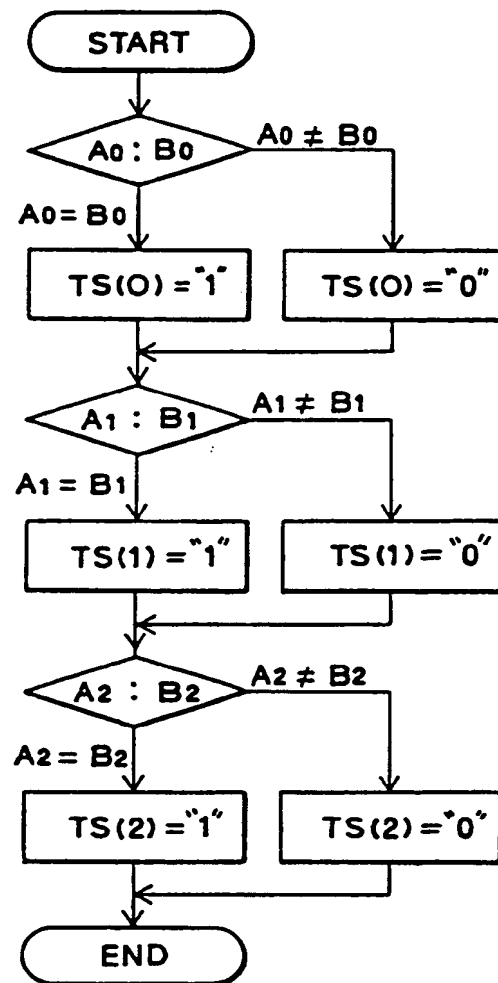 START
A0 : B0
A0 ≠ B0
A0 = B0
TS(0) = "1"
TS(0) = "0"
A1 : B1
A1 ≠ B1
A1 = B1
TS(1) = "1"
TS(1) = "0"
A2 : B2
A2 ≠ B2
A2 = B2
TS(2) = "1"
TS(2) = "0"
END